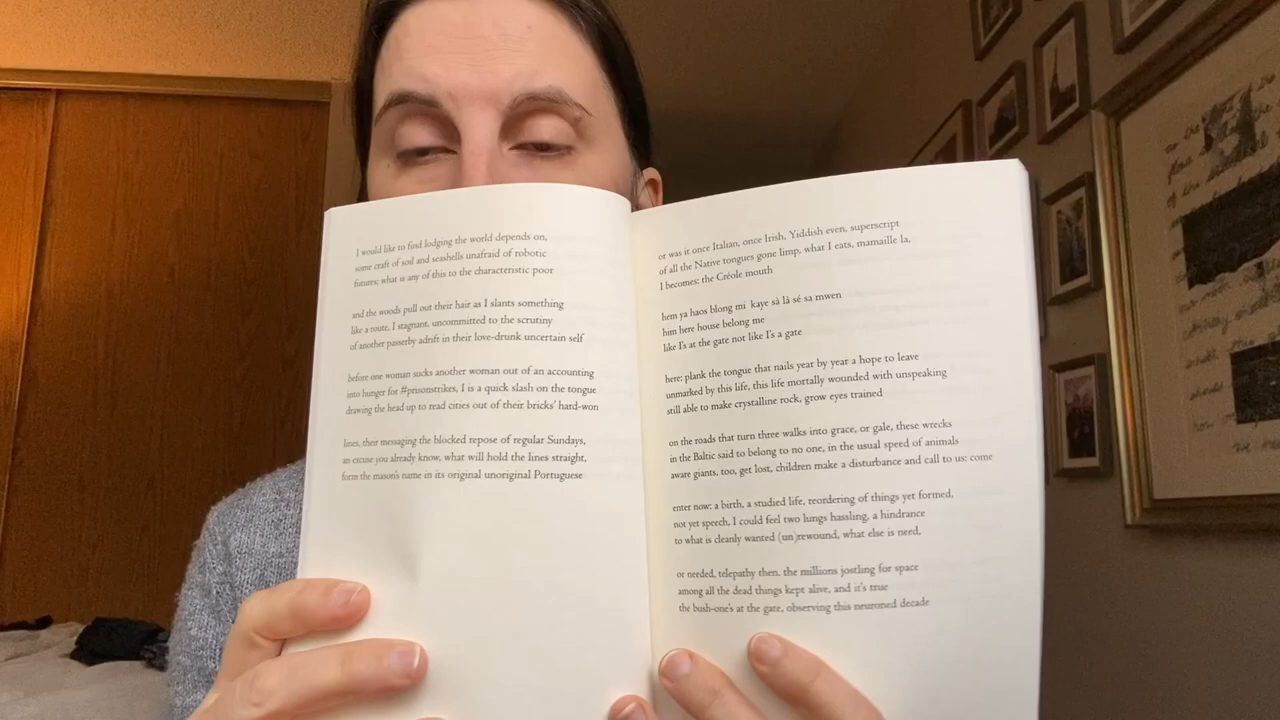 I would like to find lodging the world depends on,
some craft of soil and seashells unafraid of robotic
futures; what is any of this to the characteristic poor
and the woods pull out their hair as I slants something
like a route, I stagnant, uncommitted to the scrutiny
of another passerby adrift in their love-drunk uncertain self
before one woman sucks another woman out of an accounting
into hunger for #prisonstrikes, I is a quick slash on the tongue
drawing the head up to read cities out of their bricks' hard-won
lines, their messaging the blocked repose of regular Sundays,
an excuse you already know, what will hold the lines straight,
form the mason's name in its original unoriginal Portuguese
or was it once Italian, once Irish, Yiddish even, superscript
of all the Native tongues gone limp, what I eats, mamaille la,
I becomes: the Créole mouth
hem ya haos blong mi kaye sà là sé sa mwen
him here house belong me
like I's at the gate not like I's a gate
here: plank the tongue that nails year by year a hope to leave
unmarked by this life, this life mortally wounded with unspeaking
still able to make crystalline rock, grow eyes trained
on the roads that turn three walks into grace, or gale, these wrecks
in the Baltic said to belong to no one, in the usual speed of animals
aware giants, too, get lost, children make a disturbance and call to us: come
enter now: a birth, a studied life, reordering of things yet formed,
not yet speech, I could feel two lungs hassling, a hindrance
to what is cleanly wanted (un)rewound, what else is need,
or needed, telepathy then, the millions jostling for space
among all the dead things kept alive, and it's true
the bush-one's at the gate, observing this neuroned decade